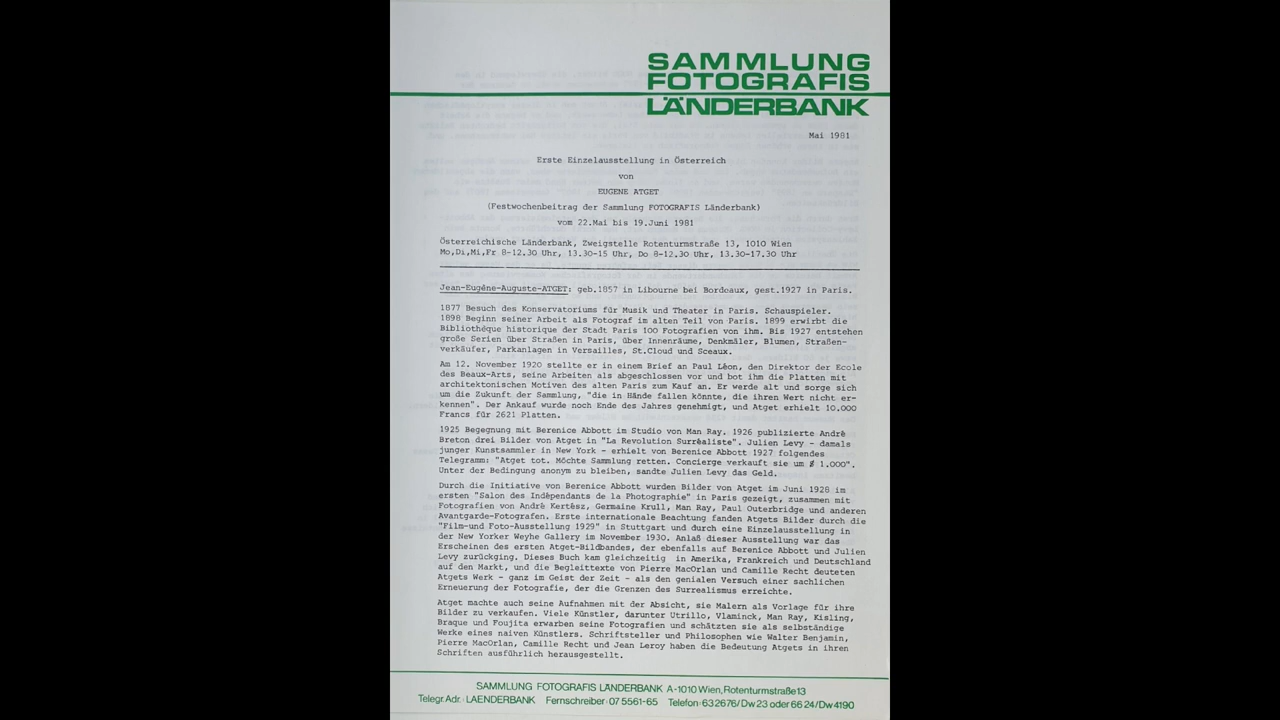 SAMMLUNG
FOTOGRAFIS
LÄNDERBANK
Mai 1981
Erste Einzelausstellung in Österreich
von
EUGENE ATGET
(Festwochenbeitrag der Sammlung FOTOGRAFIS Länderbank)
vom 22.Mai bis 19.Juni 1981
Österreichische Länderbank, Zweigstelle Rotenturmstraße 13, 1010 Wien
Mo,Di,Mi,Fr 8-12.30 Uhr, 13.30-15 Uhr, Do 8-12.30 Uhr, 13.30-17.30 Uhr
Jean-Eugène-Auguste-ATGET: geb.1857 in Libourne bei Bordeaux, gest.1927 in Paris.
1877 Besuch des Konservatoriums für Musik und Theater in Paris. Schauspieler.
1898 Beginn seiner Arbeit als Fotograf im alten Teil von Paris. 1899 erwirbt die
Bibliothèque historique der Stadt Paris 100 Fotografien von ihm. Bis 1927 entstehen
große Serien über Straßen in Paris, über Innenräume, Denkmäler, Blumen, Straßen-
verkäufer, Parkanlagen in Versailles, St.Cloud und Sceaux.
Am 12. November 1920 stellte er in einem Brief an Paul Lèon, den Direktor der Ecole
des Beaux-Arts, seine Arbeiten als abgeschlossen vor und bot ihm die Platten mit
architektonischen Motiven des alten Paris zum Kauf an. Er werde alt und sorge sich
um die Zukunft der Sammlung, "die in Hände fallen könnte, die ihren Wert nicht er-
kennen". Der Ankauf wurde noch Ende des Jahres genehmigt, und Atget erhielt 10.000
Francs für 2621 Platten.
1925 Begegnung mit Berenice Abbott im Studio von Man Ray. 1926 publizierte Andrè
Breton drei Bilder von Atget in "La Revolution Surrèaliste". Julien Levy - damals
junger Kunstsammler in New York - erhielt von Berenice Abbott 1927 folgendes
Telegramm: "Atget tot. Möchte Sammlung retten. Concierge verkauft sie um $ 1.000".
Unter der Bedingung anonym zu bleiben, sandte Julien Levy das Geld.
Durch die Initiative von Berenice Abbott wurden Bilder von Atget im Juni 1928 im
ersten "Salon des Indèpendants de la Photographie" in Paris gezeigt, zusammen mit
Fotografien von Andrè Kertèsz, Germaine Krull, Man Ray, Paul Outerbridge und anderen
Avantgarde-Fotografen. Erste internationale Beachtung fanden Atgets Bilder durch die
"Film-und Foto-Ausstellung 1929" in Stuttgart und durch eine Einzelausstellung in
der New Yorker Weyhe Gallery im November 1930. Anlaß dieser Ausstellung war das
Erscheinen des ersten Atget-Bildbandes, der ebenfalls auf Berenice Abbott und Julien
Levy zurückging. Dieses Buch kam gleichzeitig in Amerika, Frankreich und Deutschland
auf den Markt, und die Begleittexte von Pierre MacOrlan und Camille Recht deuteten
Atgets Werk - ganz im Geist der Zeit - als den genialen Versuch einer sachlichen
Erneuerung der Fotografie, der die Grenzen des Surrealismus erreichte.
Atget machte auch seine Aufnahmen mit der Absicht, sie Malern als Vorlage für ihre
Bilder zu verkaufen. Viele Künstler, darunter Utrillo, Vlaminck, Man Ray, Kisling,
Braque und Foujita erwarben seine Fotografien und schätzten sie als selbständige
Werke eines naiven Künstlers. Schriftsteller und Philosophen wie Walter Benjamin,
Pierre MacOrlan, Camille Recht und Jean Leroy haben die Bedeutung Atgets in ihren
Schriften ausführlich herausgestellt.
SAMMLUNG FOTOGRAFIS LÄNDERBANK A-1010 Wien, Rotenturmstraße 13
Telegr. Adr.: LAENDERBANK Fernschreiber: 07 5561-65 Telefon: 63 26 76/Dw 23 oder 66 24/Dw 4190